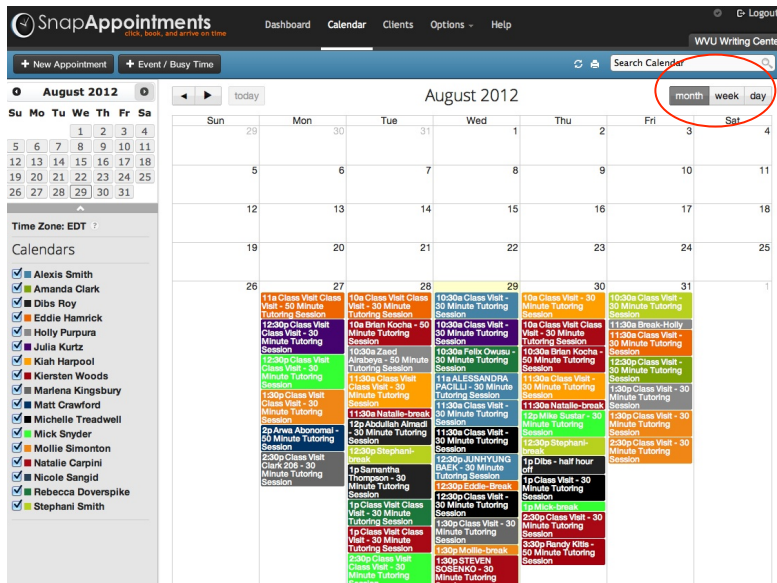 SnapAppointments
click, book, and arrive on time
Dashboard Calendar Clients Options Help
Logout
WVU Writing Cente
+ New Appointment + Event / Busy Time
Search Calendar
August 2012
Su Mo Tu We Th Fr Sa
1 2 3 4
5 6 7 8 9 10 11
12 13 14 15 16 17 18
19 20 21 22 23 24 25
26 27 28 29 30 31
Time Zone: EDT ?
Calendars
Alexis Smith
Amanda Clark
Dibs Roy
Eddie Hamrick
Holly Purpura
Julia Kurtz
Kiah Harpool
Kiersten Woods
Marlena Kingsbury
Matt Crawford
Michelle Treadwell
Mick Snyder
Mollie Simonton
Natalie Carpini
Nicole Sangid
Rebecca Doverspike
Stephani Smith
today
August 2012
month week day
Sun Mon Tue Wed Thu Fri Sat
29 30 31 1 2 3 4
5 6 7 8 9 10 11
12 13 14 15 16 17 18
19 20 21 22 23 24 25
26 27 28 29 30 31 1
11a Class Visit Class
Visit - 50 Minute
Tutoring Session
12:30p Class Visit
Class Visit - 30
Minute Tutoring
Session
12:30p Class Visit
Class Visit - 30
Minute Tutoring
Session
1:30p Class Visit
Class Visit - 30
Minute Tutoring
Session
2p Arwa Abonomai -
50 Minute Tutoring
Session
2:30p Class Visit
Clark 206 - 30
Minute Tutoring
Session
10a Class Visit Class
Visit - 30 Minute
Tutoring Session
10a Brian Kocha - 50
Minute Tutoring
Session
10:30a Zaed
Alrabeya - 50 Minute
Tutoring Session
11:30a Class Visit
Class Visit - 30
Minute Tutoring
Session
11:30a Natalie-break
12p Abdullah Almadi
- 30 Minute Tutoring
Session
12:30p Stephani-
break
1p Samantha
Thompson - 30
Minute Tutoring
Session
1p Class Visit Class
Visit - 30 Minute
Tutoring Session
1p Class Visit Class
Visit - 30 Minute
Tutoring Session
2:30p Class Visit
Class Visit - 30
Minute Tutoring
10:30a Class Visit -
30 Minute Tutoring
Session
10:30a Class Visit -
30 Minute Tutoring
Session
10:30a Felix Owusu -
30 Minute Tutoring
Session
11a ALESSANDRA
PACILLI - 30 Minute
Tutoring Session
11:30a Class Visit -
30 Minute Tutoring
Session
11:30a Class Visit -
30 Minute Tutoring
Session
12:30p JUNHYUNG
BAEK - 30 Minute
Tutoring Session
12:30p Eddie-Break
12:30p Class Visit -
30 Minute Tutoring
Session
1:30p Class Visit - 30
Minute Tutoring
Session
1:30p Mollie-break
1:30p STEVEN
SOSENKO - 30
Minute Tutoring
10a Class Visit - 30
Minute Tutoring
Session
10a Class Visit Class
Visit - 30 Minute
Tutoring Session
10:30a Brian Kocha -
50 Minute Tutoring
Session
11:30a Class Visit -
30 Minute Tutoring
Session
11:30a Natalie-break
12p Mike Sustar - 30
Minute Tutoring
Session
12:30p Stephani-
break
1p Dibs - half hour
off
1p Class Visit - 30
Minute Tutoring
Session
1p Mick-break
2:30p Class Visit - 30
Minute Tutoring
Session
3:30p Randy Kitis -
50 Minute Tutoring
Session
10:30a Class Visit -
30 Minute Tutoring
Session
11:30a Break-Holly
11:30a Class Visit -
30 Minute Tutoring
Session
12:30p Class Visit -
30 Minute Tutoring
Session
1:30p Class Visit - 30
Minute Tutoring
Session
1:30p Class Visit - 30
Minute Tutoring
Session
2:30p Class Visit - 30
Minute Tutoring
Session